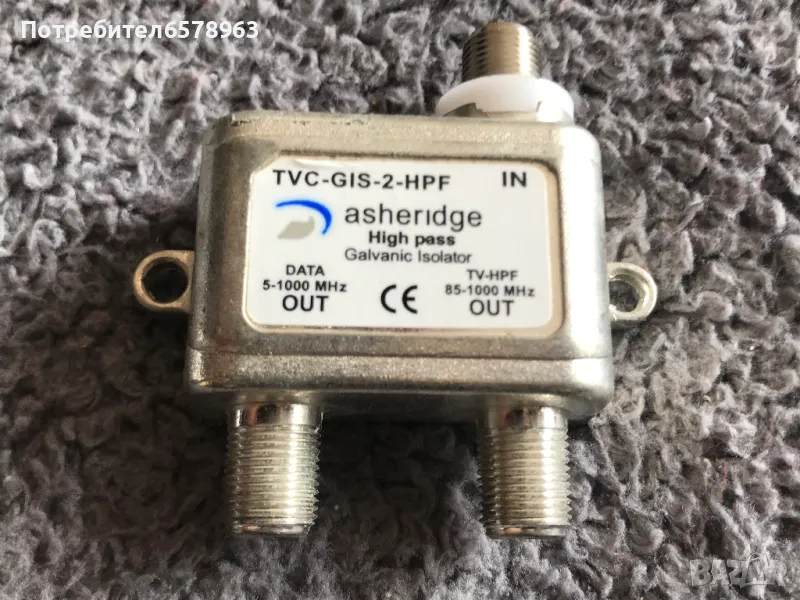 Потребител6578963
TVC-GIS-2-HPF IN
asheridge
High pass
Galvanic Isolator
DATA
5-1000 MHz
OUT
CE
TV-HPF
85-1000 MHz
OUT
BAZAR